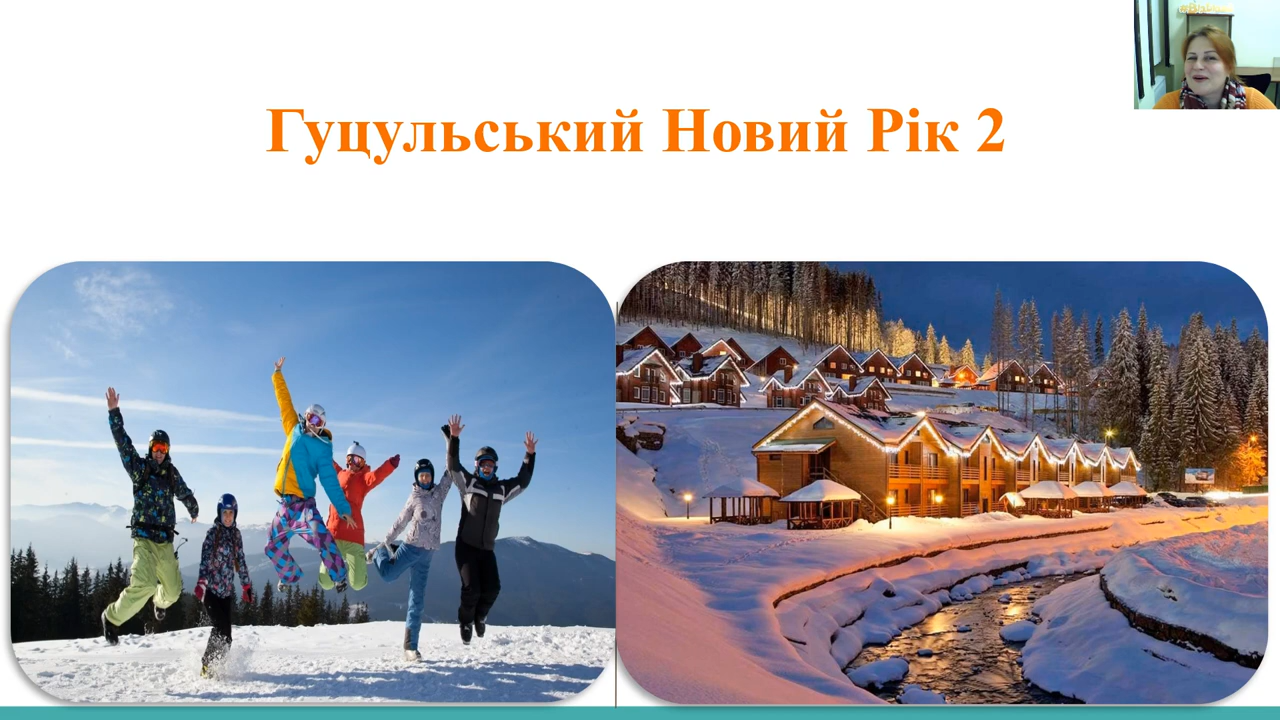 Гуцульський Новий Рік 2